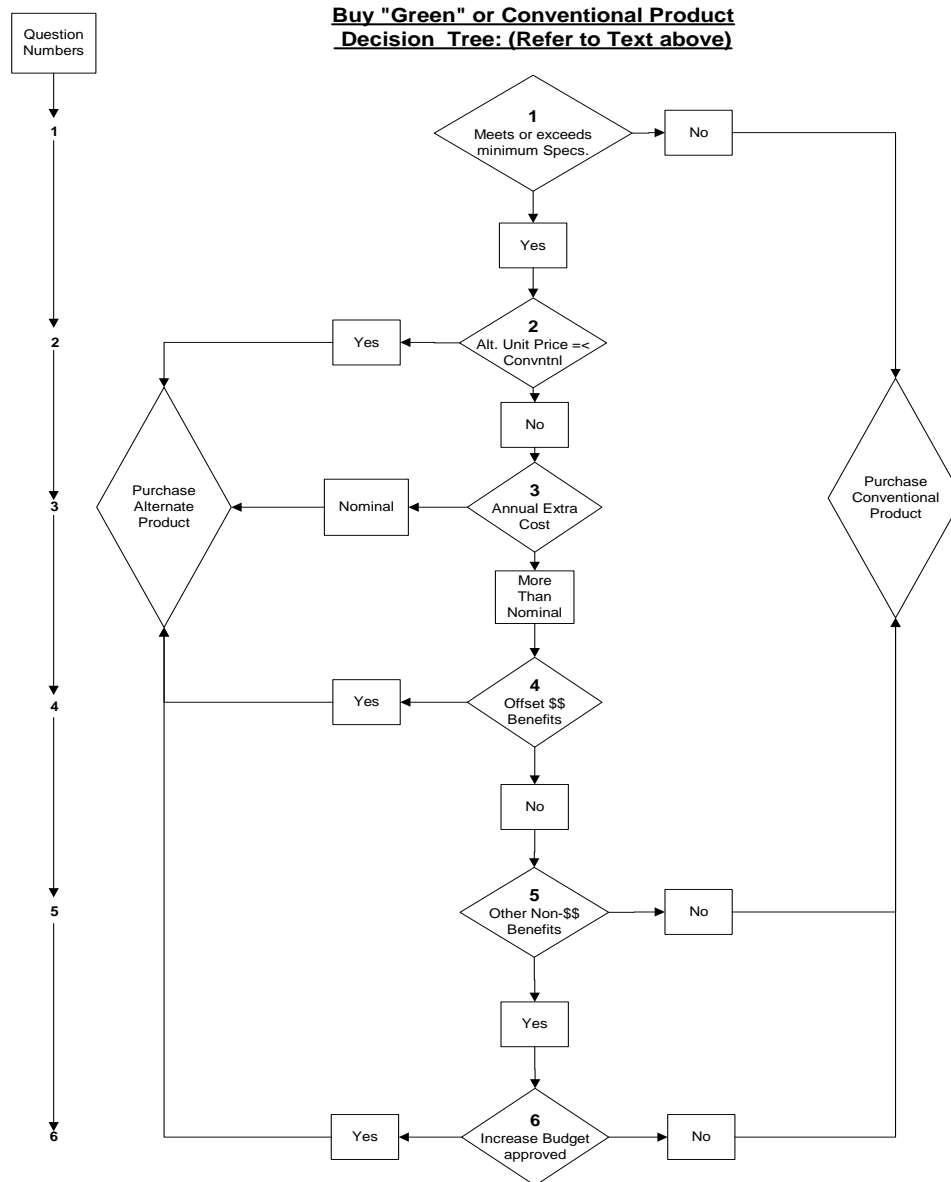 Buy "Green" or Conventional Product
Decision Tree: (Refer to Text above)
Question
Numbers
1
1
Meets or exceeds
minimum Specs.
No
Yes
2
Yes
2
Alt. Unit Price =<
Convntnl
No
3
Purchase
Alternate
Product
Nominal
3
Annual Extra
Cost
Purchase
Conventional
Product
More
Than
Nominal
4
Yes
4
Offset $$
Benefits
No
5
5
Other Non-$$
Benefits
No
Yes
6
Yes
6
Increase Budget
approved
No